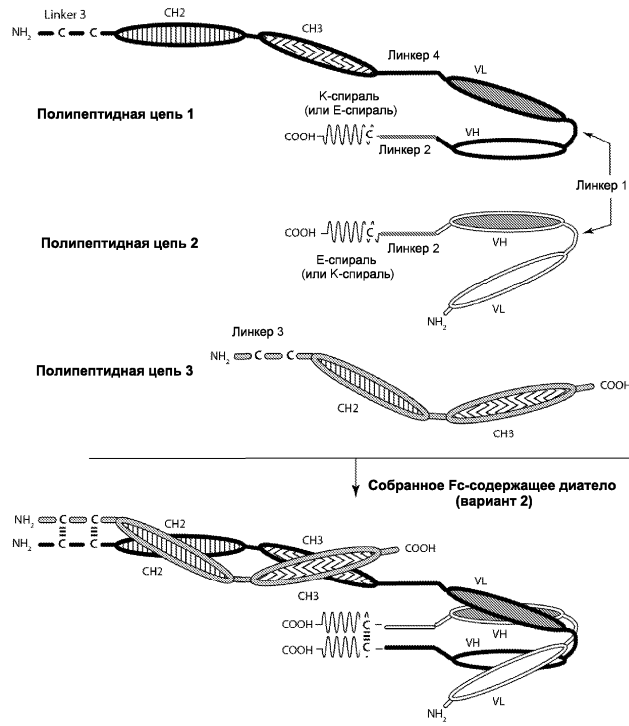 Linker 3
CH2
NH2
C
C
CH3
Линкер 4
VL
К-спираль
(или Е-спираль)
Полипептидная цепь 1
COOH
C
Линкер 2
VH
Линкер 1
Полипептидная цепь 2
COOH
C
Линкер 2
VH
Е-спираль
(или К-спираль)
NH2
VL
Линкер 3
NH2
C
C
Полипептидная цепь 3
COOH
CH2
CH3
Собранное Fc-содержащее диатело
(вариант 2)
NH2
C
C
CH2
CH3
COOH
NH2
C
C
CH2
CH3
VL
COOH
C
VH
COOH
C
VH
NH2
VL